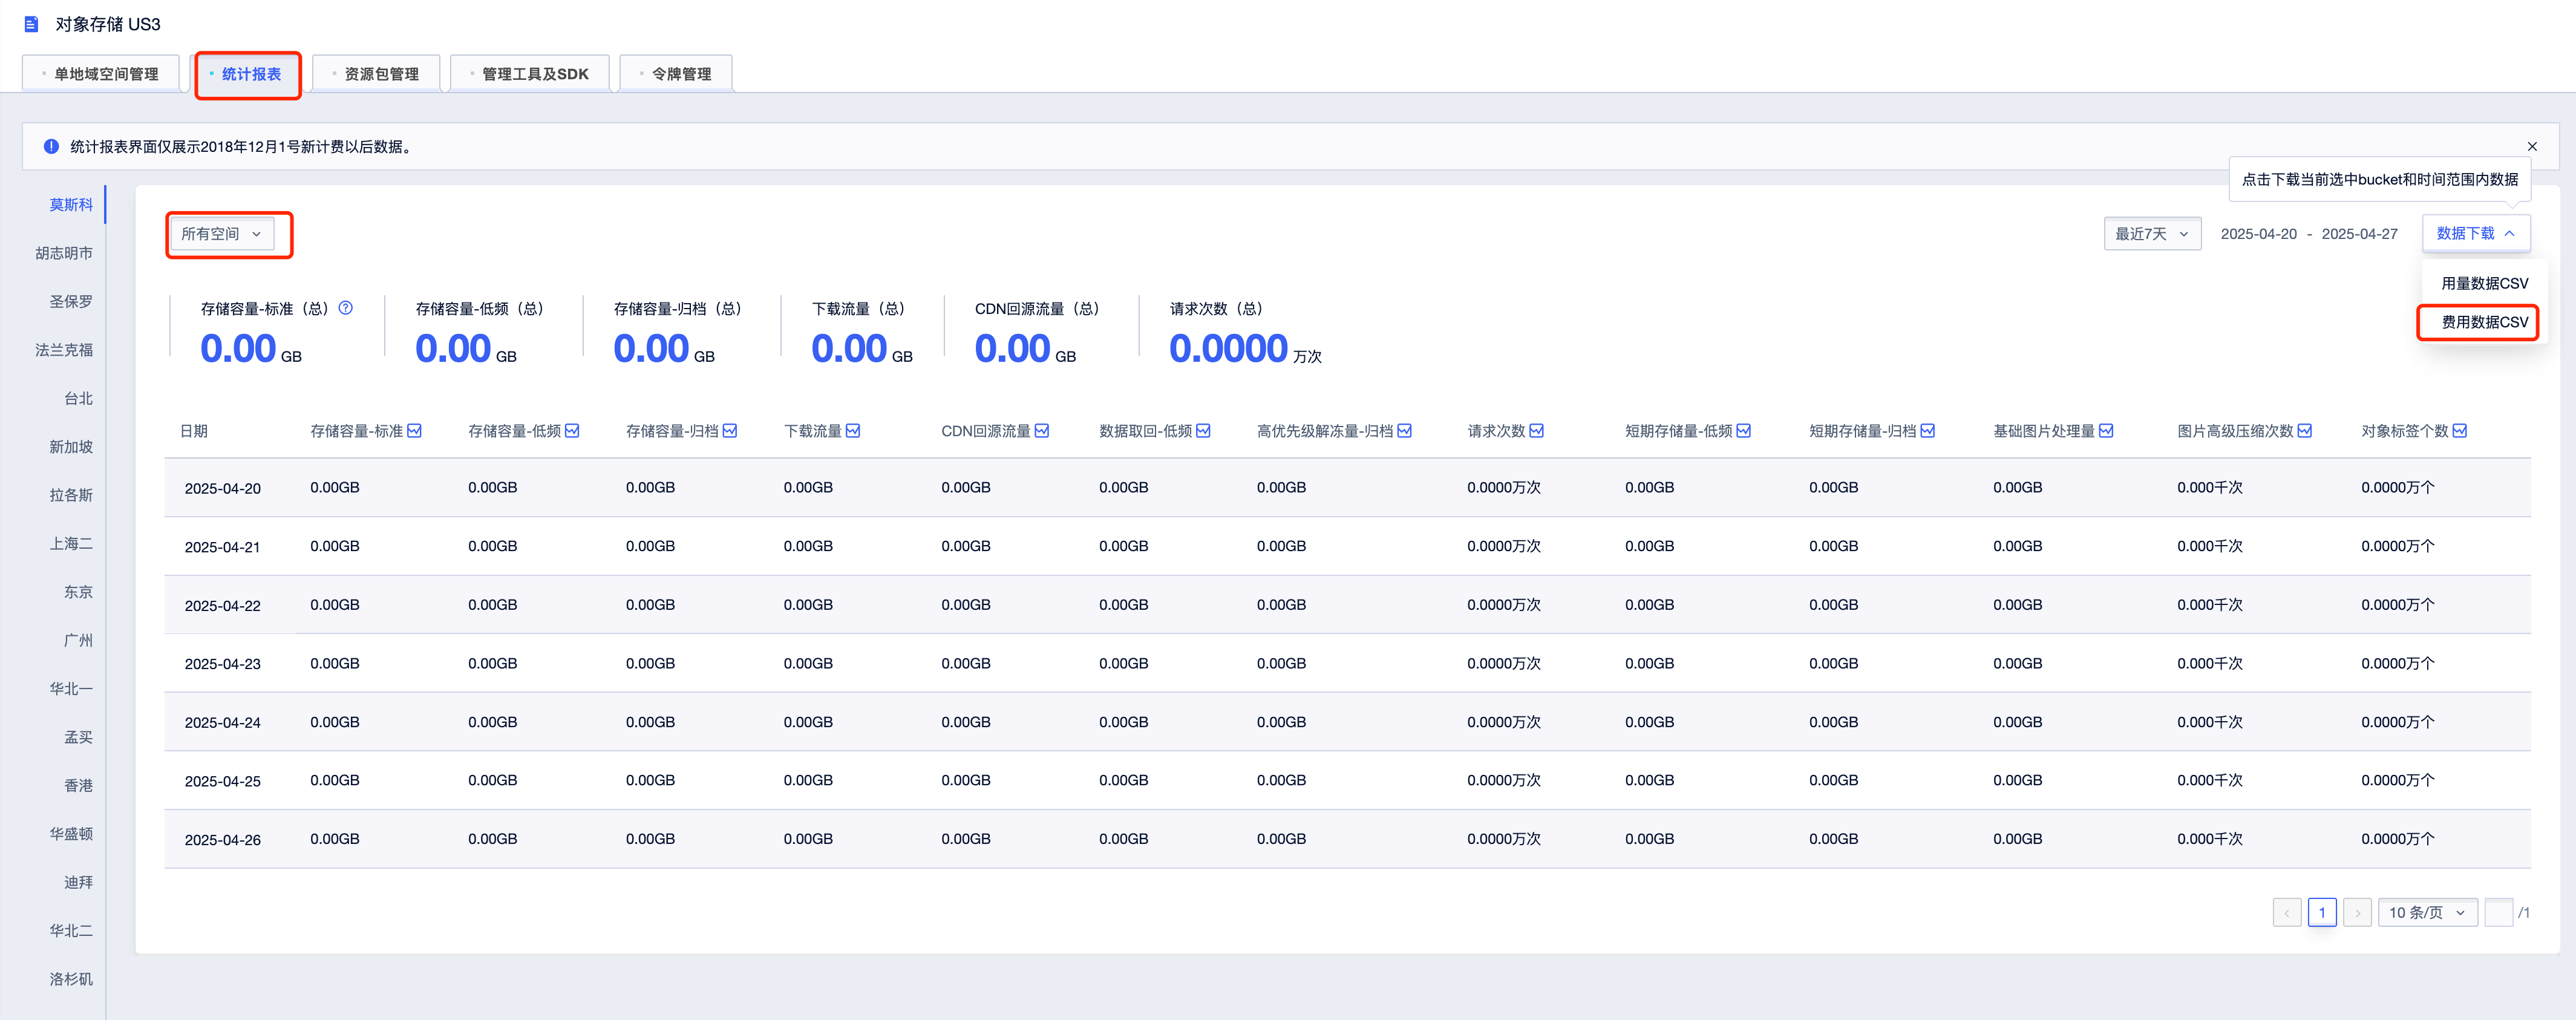 对象存储 US3
单地域空间管理
统计报表
资源包管理
管理工具及SDK
令牌管理
统计报表界面仅展示2018年12月1号新计费以后数据。
点击下载当前选中bucket和时间范围内数据
莫斯科
胡志明市
圣保罗
法兰克福
台北
新加坡
拉各斯
上海二
东京
广州
华北一
孟买
香港
华盛顿
迪拜
华北二
洛杉矶
所有空间
最近7天
2025-04-20 - 2025-04-27
数据下载
用量数据CSV
费用数据CSV
存储容量-标准（总）
0.00 GB
存储容量-低频（总）
0.00 GB
存储容量-归档（总）
0.00 GB
下载流量（总）
0.00 GB
CDN回源流量（总）
0.00 GB
请求次数（总）
0.0000 万次
日期 存储容量-标准 存储容量-低频 存储容量-归档 下载流量 CDN回源流量 数据取回-低频 高优先级解冻量-归档 请求次数 短期存储量-低频 短期存储量-归档 基础图片处理量 图片高级压缩次数 对象标签个数
2025-04-20 0.00GB 0.00GB 0.00GB 0.00GB 0.00GB 0.00GB 0.00GB 0.0000万次 0.00GB 0.00GB 0.00GB 0.000千次 0.0000万个
2025-04-21 0.00GB 0.00GB 0.00GB 0.00GB 0.00GB 0.00GB 0.00GB 0.0000万次 0.00GB 0.00GB 0.00GB 0.000千次 0.0000万个
2025-04-22 0.00GB 0.00GB 0.00GB 0.00GB 0.00GB 0.00GB 0.00GB 0.0000万次 0.00GB 0.00GB 0.00GB 0.000千次 0.0000万个
2025-04-23 0.00GB 0.00GB 0.00GB 0.00GB 0.00GB 0.00GB 0.00GB 0.0000万次 0.00GB 0.00GB 0.00GB 0.000千次 0.0000万个
2025-04-24 0.00GB 0.00GB 0.00GB 0.00GB 0.00GB 0.00GB 0.00GB 0.0000万次 0.00GB 0.00GB 0.00GB 0.000千次 0.0000万个
2025-04-25 0.00GB 0.00GB 0.00GB 0.00GB 0.00GB 0.00GB 0.00GB 0.0000万次 0.00GB 0.00GB 0.00GB 0.000千次 0.0000万个
2025-04-26 0.00GB 0.00GB 0.00GB 0.00GB 0.00GB 0.00GB 0.00GB 0.0000万次 0.00GB 0.00GB 0.00GB 0.000千次 0.0000万个
1 10 条/页 /1